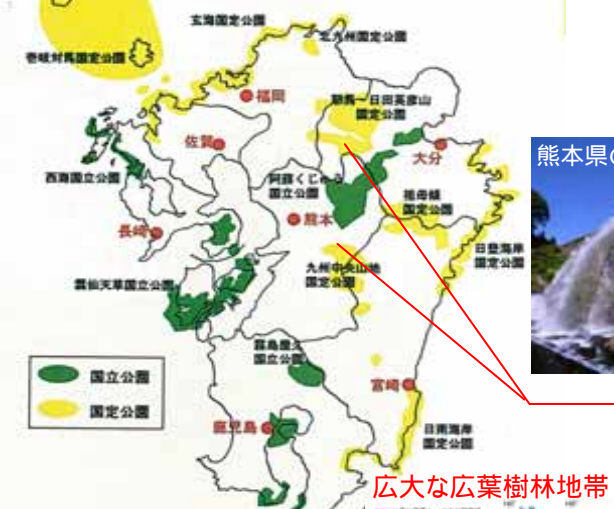 玄海国定公園
北九州国定公園
壱岐対馬国定公園
福岡
耶馬～日田英彦山
国定公園
佐賀
大分
熊本県の
西海国立公園
阿蘇くじゅう
国立公園
祖母傾
国定公園
長崎
熊本
日豊海岸
国定公園
九州中央山地
国定公園
雲仙天草国立公園
霧島屋久
国立公園
国立公園
国定公園
宮崎
鹿児島
日南海岸
国定公園
広大な広葉樹林地帯